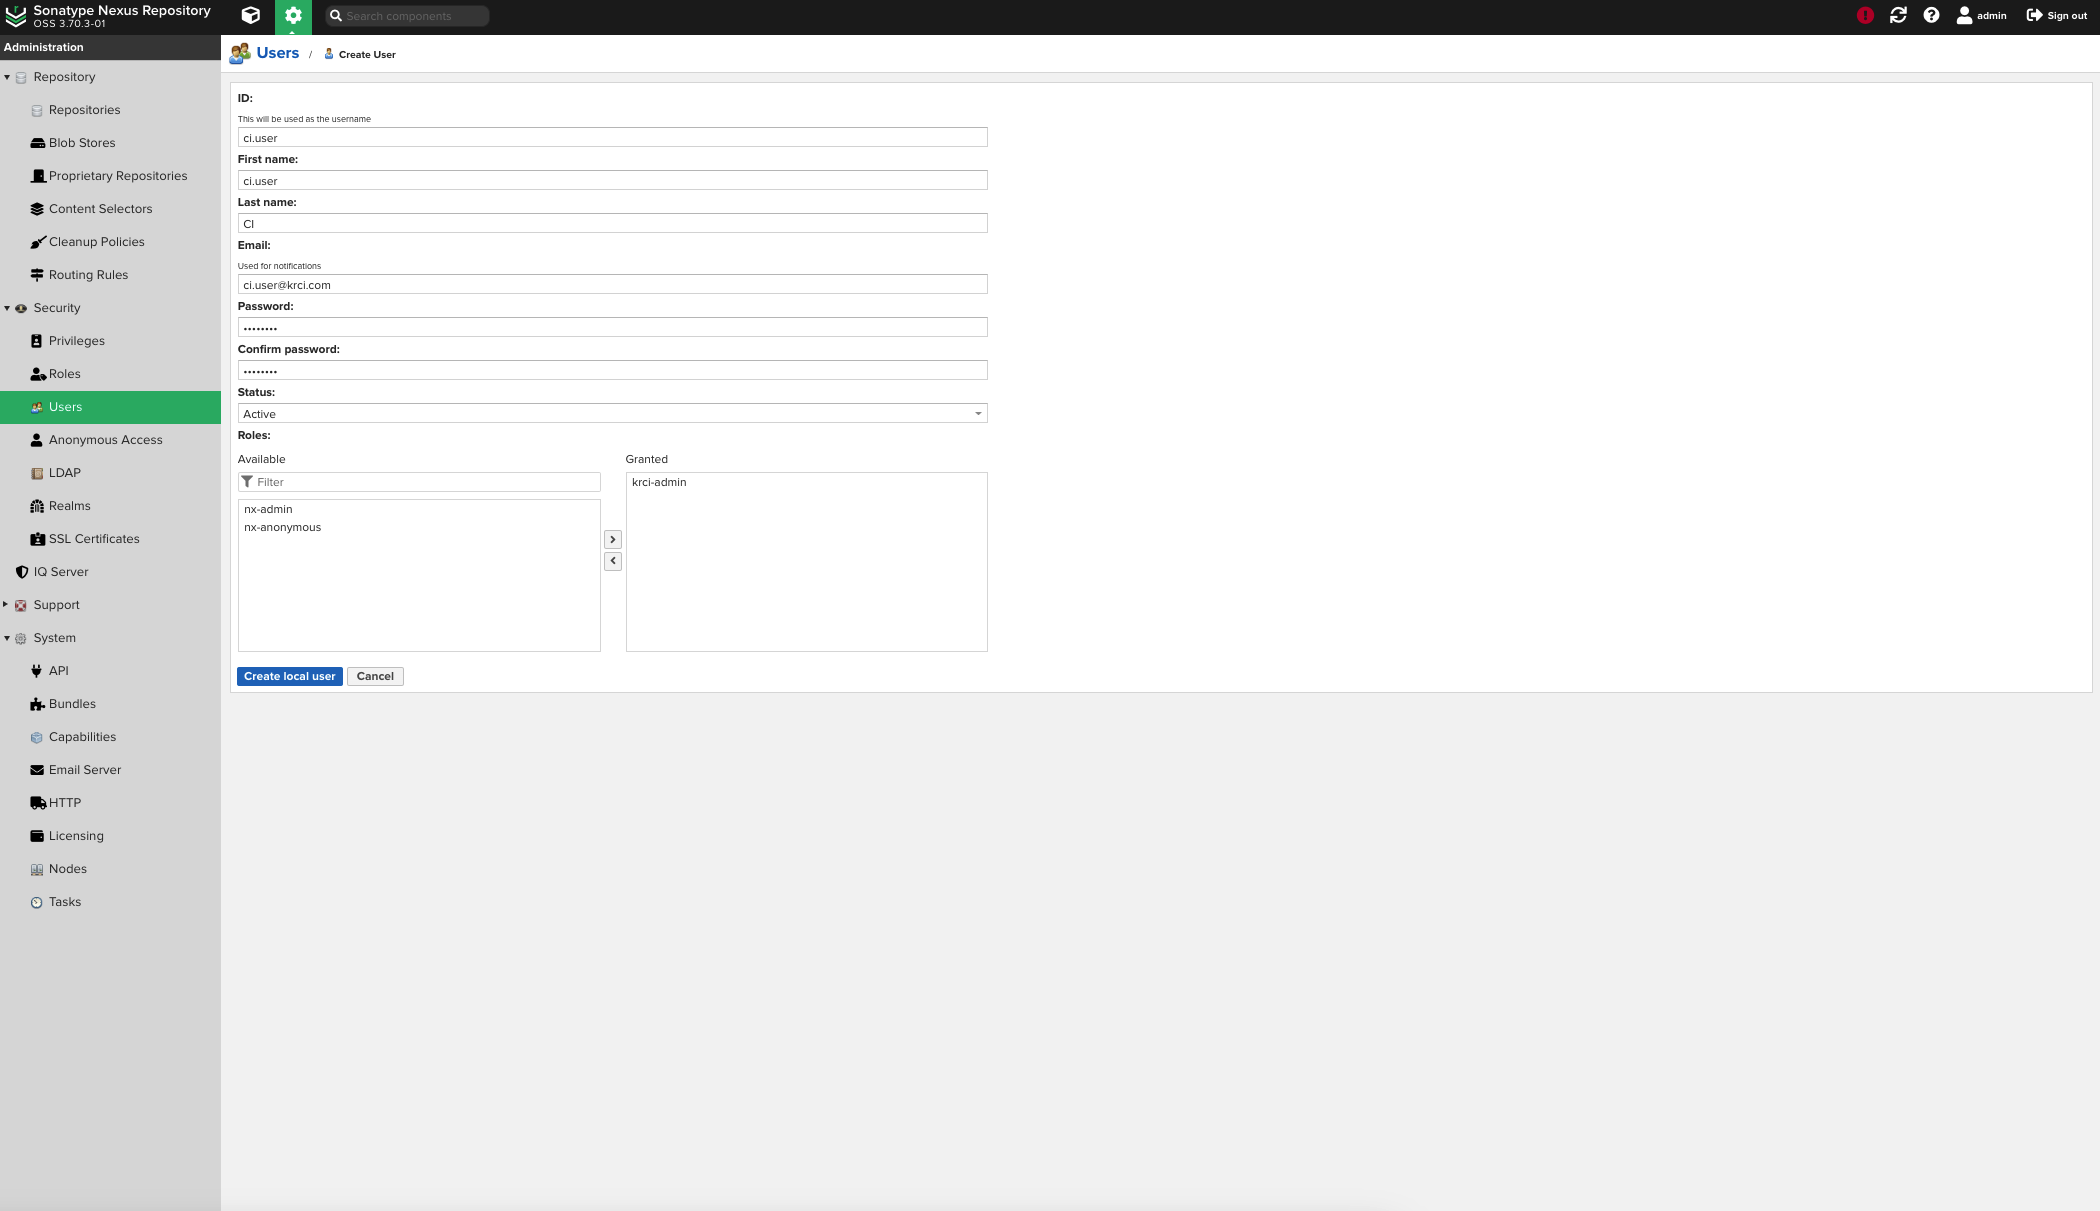 Sonatype Nexus Repository
OSS 3.70.3-01
Search components
admin
Sign out
Administration
Repository
Repositories
Blob Stores
Proprietary Repositories
Content Selectors
Cleanup Policies
Routing Rules
Security
Privileges
Roles
Users
Anonymous Access
LDAP
Realms
SSL Certificates
IQ Server
Support
System
API
Bundles
Capabilities
Email Server
HTTP
Licensing
Nodes
Tasks
Users / Create User
ID:
This will be used as the username
ci.user
First name:
ci.user
Last name:
CI
Email:
Used for notifications
ci.user@krci.com
Password:
••••••••
Confirm password:
••••••••
Status:
Active
Roles:
Available
Filter
nx-admin
nx-anonymous
Granted
krci-admin
Create local user
Cancel